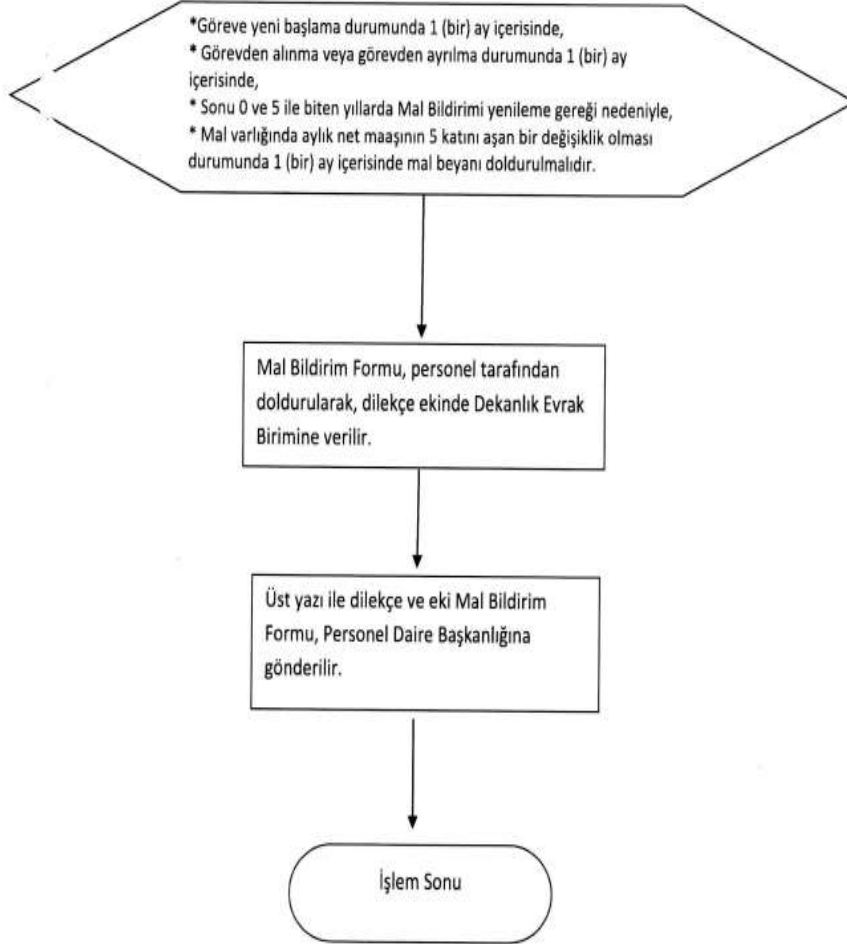 *Göreve yeni başlama durumunda 1 (bir) ay içerisinde,
* Görevden alınma veya görevden ayrılma durumunda 1 (bir) ay
içerisinde,
* Sonu 0 ve 5 ile biten yıllarda Mal Bildirimi yenileme gereği nedeniyle,
* Mal varlığında aylık net maaşının 5 katını aşan bir değişiklik olması
durumunda 1 (bir) ay içerisinde mal beyanı doldurulmalıdır.
Mal Bildirim Formu, personel tarafından
doldurularak, dilekçe ekinde Dekanlık Evrak
Birimine verilir.
Üst yazı ile dilekçe ve eki Mal Bildirim
Formu, Personel Daire Başkanlığına
gönderilir.
İşlem Sonu